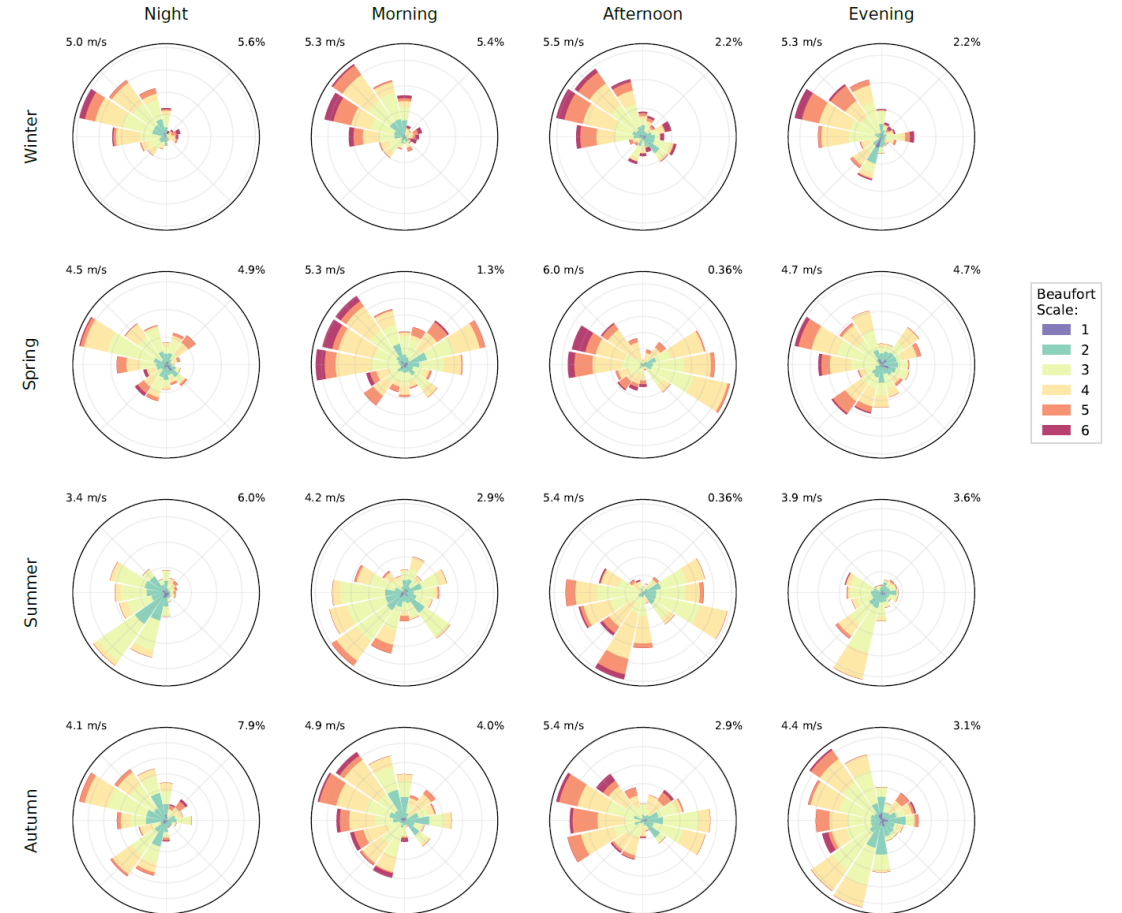 Night Morning Afternoon Evening
Winter
5.0 m/s 5.6% 5.3 m/s 5.4% 5.5 m/s 2.2% 5.3 m/s 2.2%
Spring
4.5 m/s 4.9% 5.3 m/s 1.3% 6.0 m/s 0.36% 4.7 m/s 4.7%
Beaufort
Scale:
1
2
3
4
5
6
Summer
3.4 m/s 6.0% 4.2 m/s 2.9% 5.4 m/s 0.36% 3.9 m/s 3.6%
Autumn
4.1 m/s 7.9% 4.9 m/s 4.0% 5.4 m/s 2.9% 4.4 m/s 3.1%